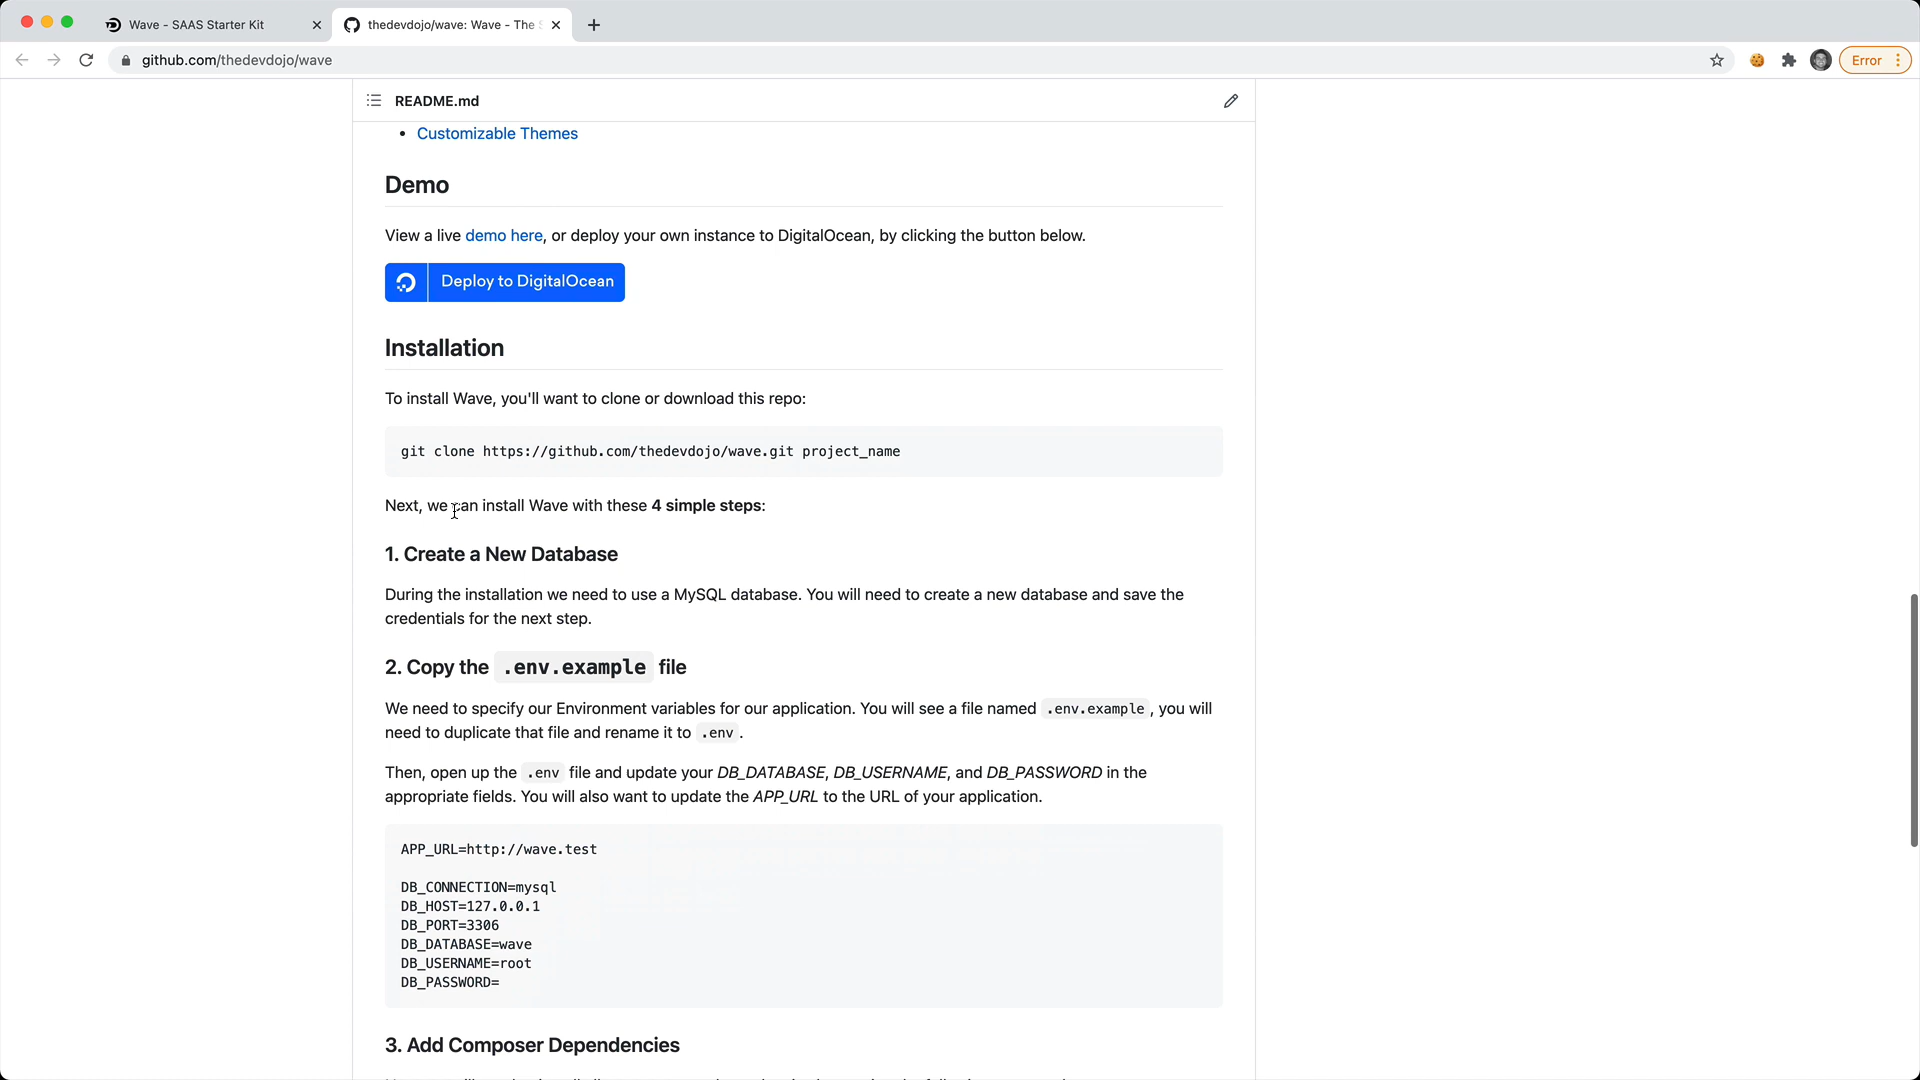 Wave - SAAS Starter Kit
thedevdojo/wave: Wave - The
github.com/thedevdojo/wave
Error
README.md
Customizable Themes
Demo
View a live demo here, or deploy your own instance to DigitalOcean, by clicking the button below.
Deploy to DigitalOcean
Installation
To install Wave, you'll want to clone or download this repo:
git clone https://github.com/thedevdojo/wave.git project_name
Next, we can install Wave with these 4 simple steps:
1. Create a New Database
During the installation we need to use a MySQL database. You will need to create a new database and save the
credentials for the next step.
2. Copy the .env.example file
We need to specify our Environment variables for our application. You will see a file named .env.example, you will
need to duplicate that file and rename it to .env.
Then, open up the .env file and update your DB_DATABASE, DB_USERNAME, and DB_PASSWORD in the
appropriate fields. You will also want to update the APP_URL to the URL of your application.
APP_URL=http://wave.test
DB_CONNECTION=mysql
DB_HOST=127.0.0.1
DB_PORT=3306
DB_DATABASE=wave
DB_USERNAME=root
DB_PASSWORD=
3. Add Composer Dependencies